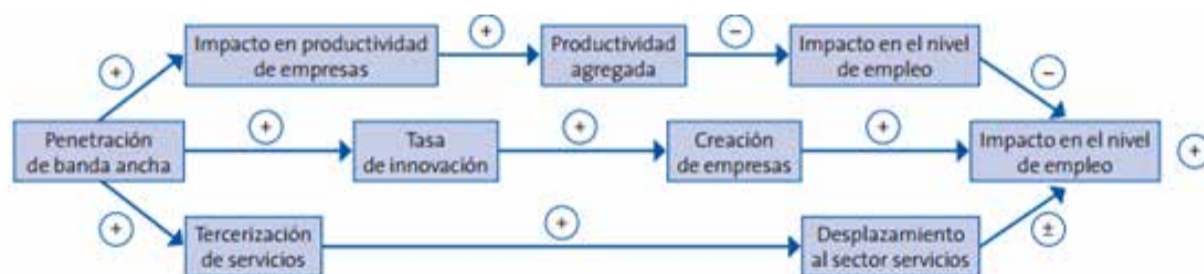 +
Impacto en productividad
de empresas
+
Productividad
agregada
−
Impacto en el nivel
de empleo
−
Penetración
de banda ancha
+
Tasa
de innovación
+
Creación
de empresas
+
Impacto en el nivel
de empleo
+
+
Tercerización
de servicios
+
Desplazamiento
al sector servicios
±